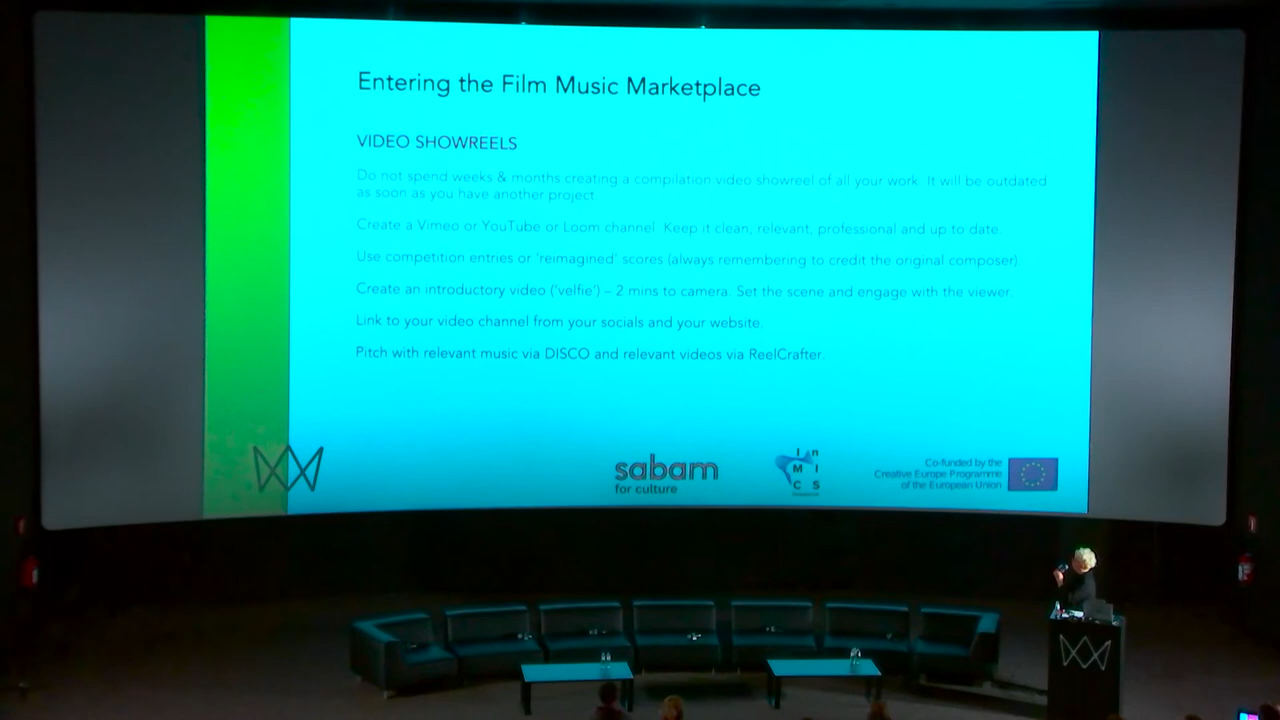 Entering the Film Music Marketplace
VIDEO SHOWREELS
Do not spend weeks & months creating a compilation video showreel of all your work. It will be outdated
as soon as you have another project.
Create a Vimeo or YouTube or Loom channel. Keep it clean, relevant, professional and up to date.
Use competition entries or ‘reimagined’ scores (always remembering to credit the original composer).
Create an introductory video (‘velfie’) – 2 mins to camera. Set the scene and engage with the viewer.
Link to your video channel from your socials and your website.
Pitch with relevant music via DISCO and relevant videos via ReelCrafter.
sabam
for culture
I n
M I
C S
Co-funded by the
Creative Europe Programme
of the European Union